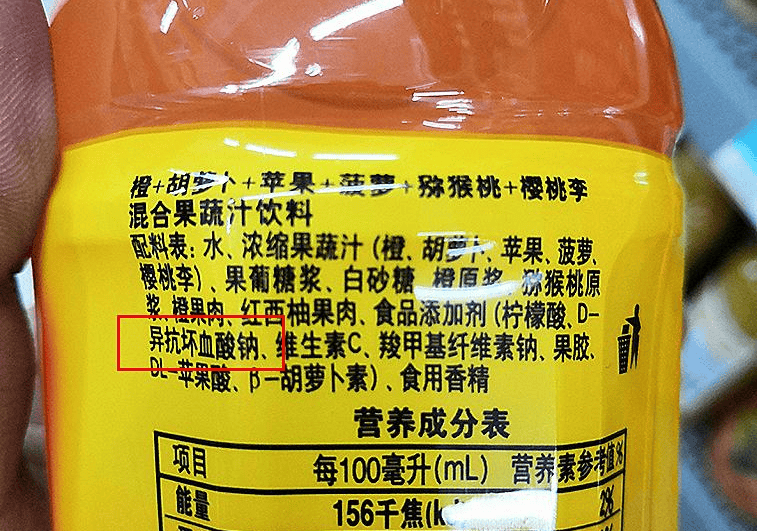 橙+胡萝卜+苹果+菠萝+猕猴桃+樱桃李
混合果蔬汁饮料
配料表：水、浓缩果蔬汁（橙、胡萝卜、苹果、菠萝、
樱桃李）、果葡糖浆、白砂糖、橙原浆、猕猴桃原
浆、橙果肉、红西柚果肉、食品添加剂（柠檬酸、D-
异抗坏血酸钠、维生素C、羧甲基纤维素钠、果胶、
DL-苹果酸、β-胡萝卜素）、食用香精
营养成分表
项目 每100毫升(mL) 营养素参考值%
能量 156千焦(k 2%